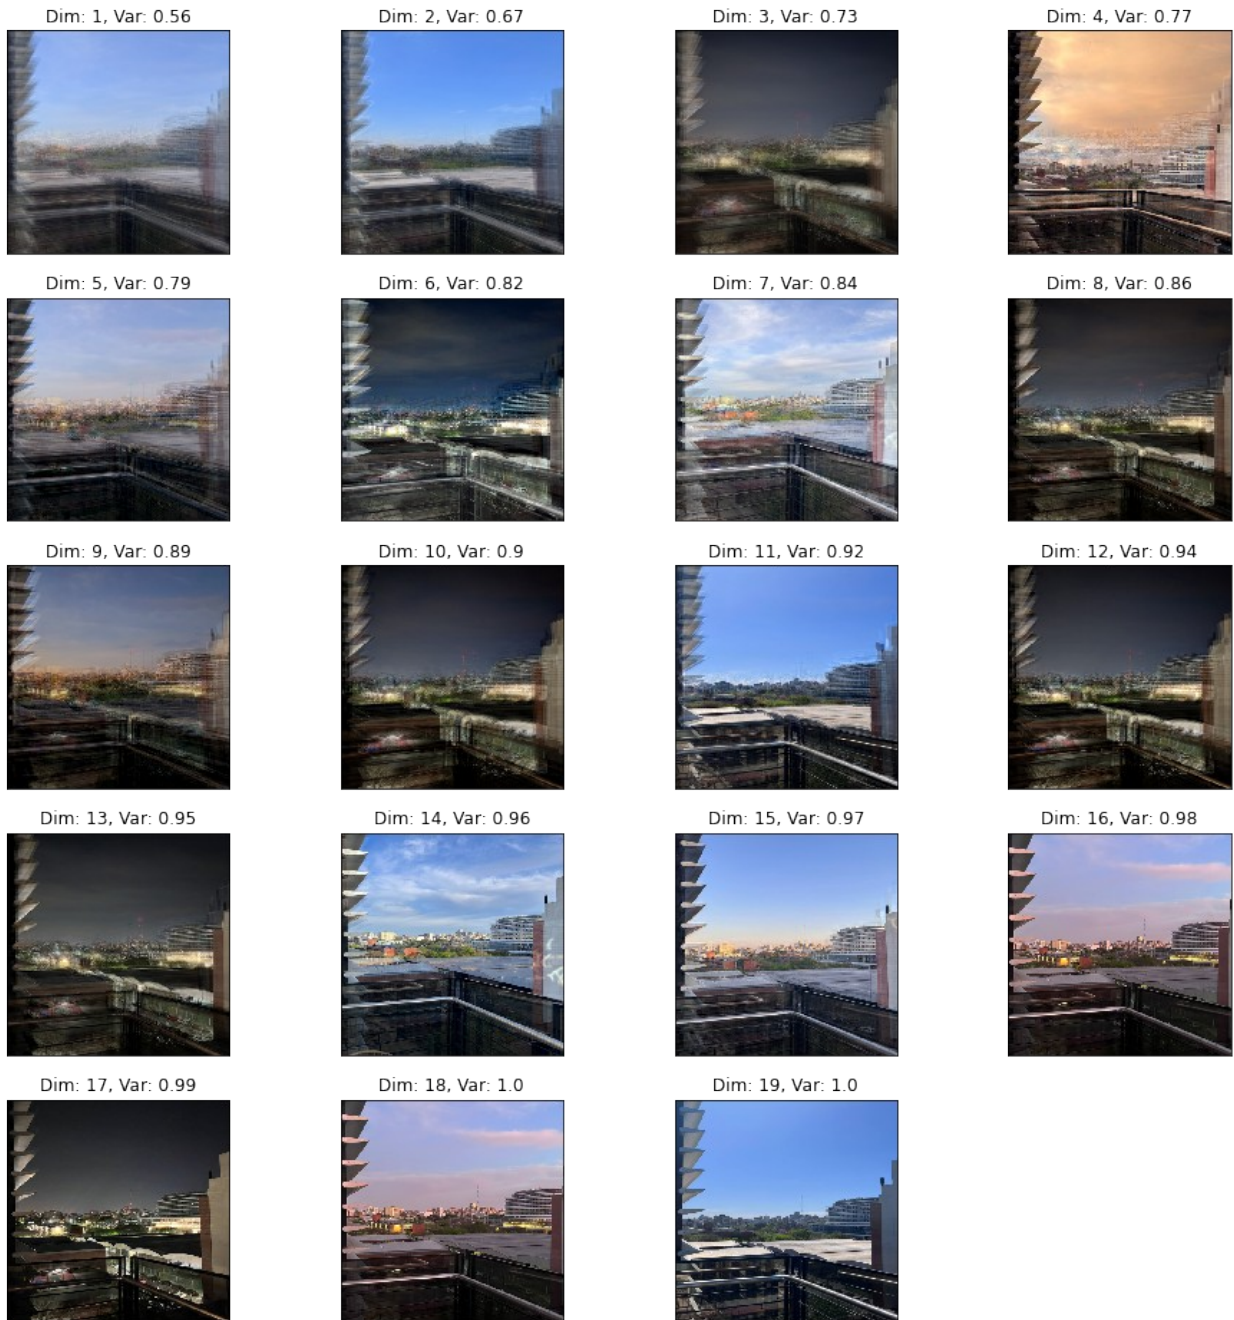 Dim: 1, Var: 0.56
Dim: 2, Var: 0.67
Dim: 3, Var: 0.73
Dim: 4, Var: 0.77
Dim: 5, Var: 0.79
Dim: 6, Var: 0.82
Dim: 7, Var: 0.84
Dim: 8, Var: 0.86
Dim: 9, Var: 0.89
Dim: 10, Var: 0.9
Dim: 11, Var: 0.92
Dim: 12, Var: 0.94
Dim: 13, Var: 0.95
Dim: 14, Var: 0.96
Dim: 15, Var: 0.97
Dim: 16, Var: 0.98
Dim: 17, Var: 0.99
Dim: 18, Var: 1.0
Dim: 19, Var: 1.0